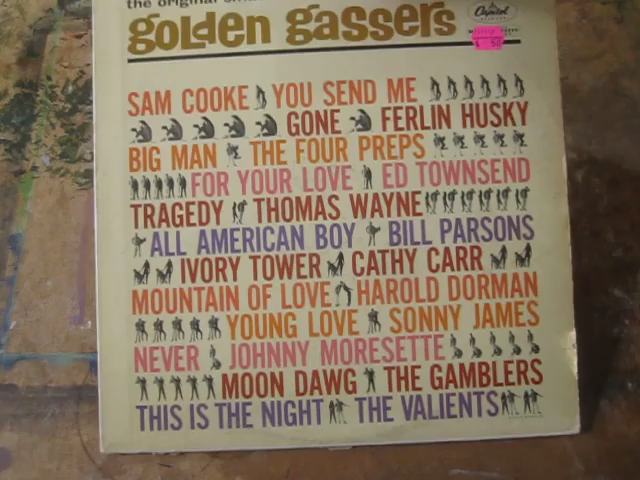 the original
golden gassers
Capitol
SAM COOKE YOU SEND ME
GONE FERLIN HUSKY
BIG MAN THE FOUR PREPS
FOR YOUR LOVE ED TOWNSEND
TRAGEDY THOMAS WAYNE
ALL AMERICAN BOY BILL PARSONS
IVORY TOWER CATHY CARR
MOUNTAIN OF LOVE HAROLD DORMAN
YOUNG LOVE SONNY JAMES
NEVER JOHNNY MORESETTE
MOON DAWG THE GAMBLERS
THIS IS THE NIGHT THE VALIENTS